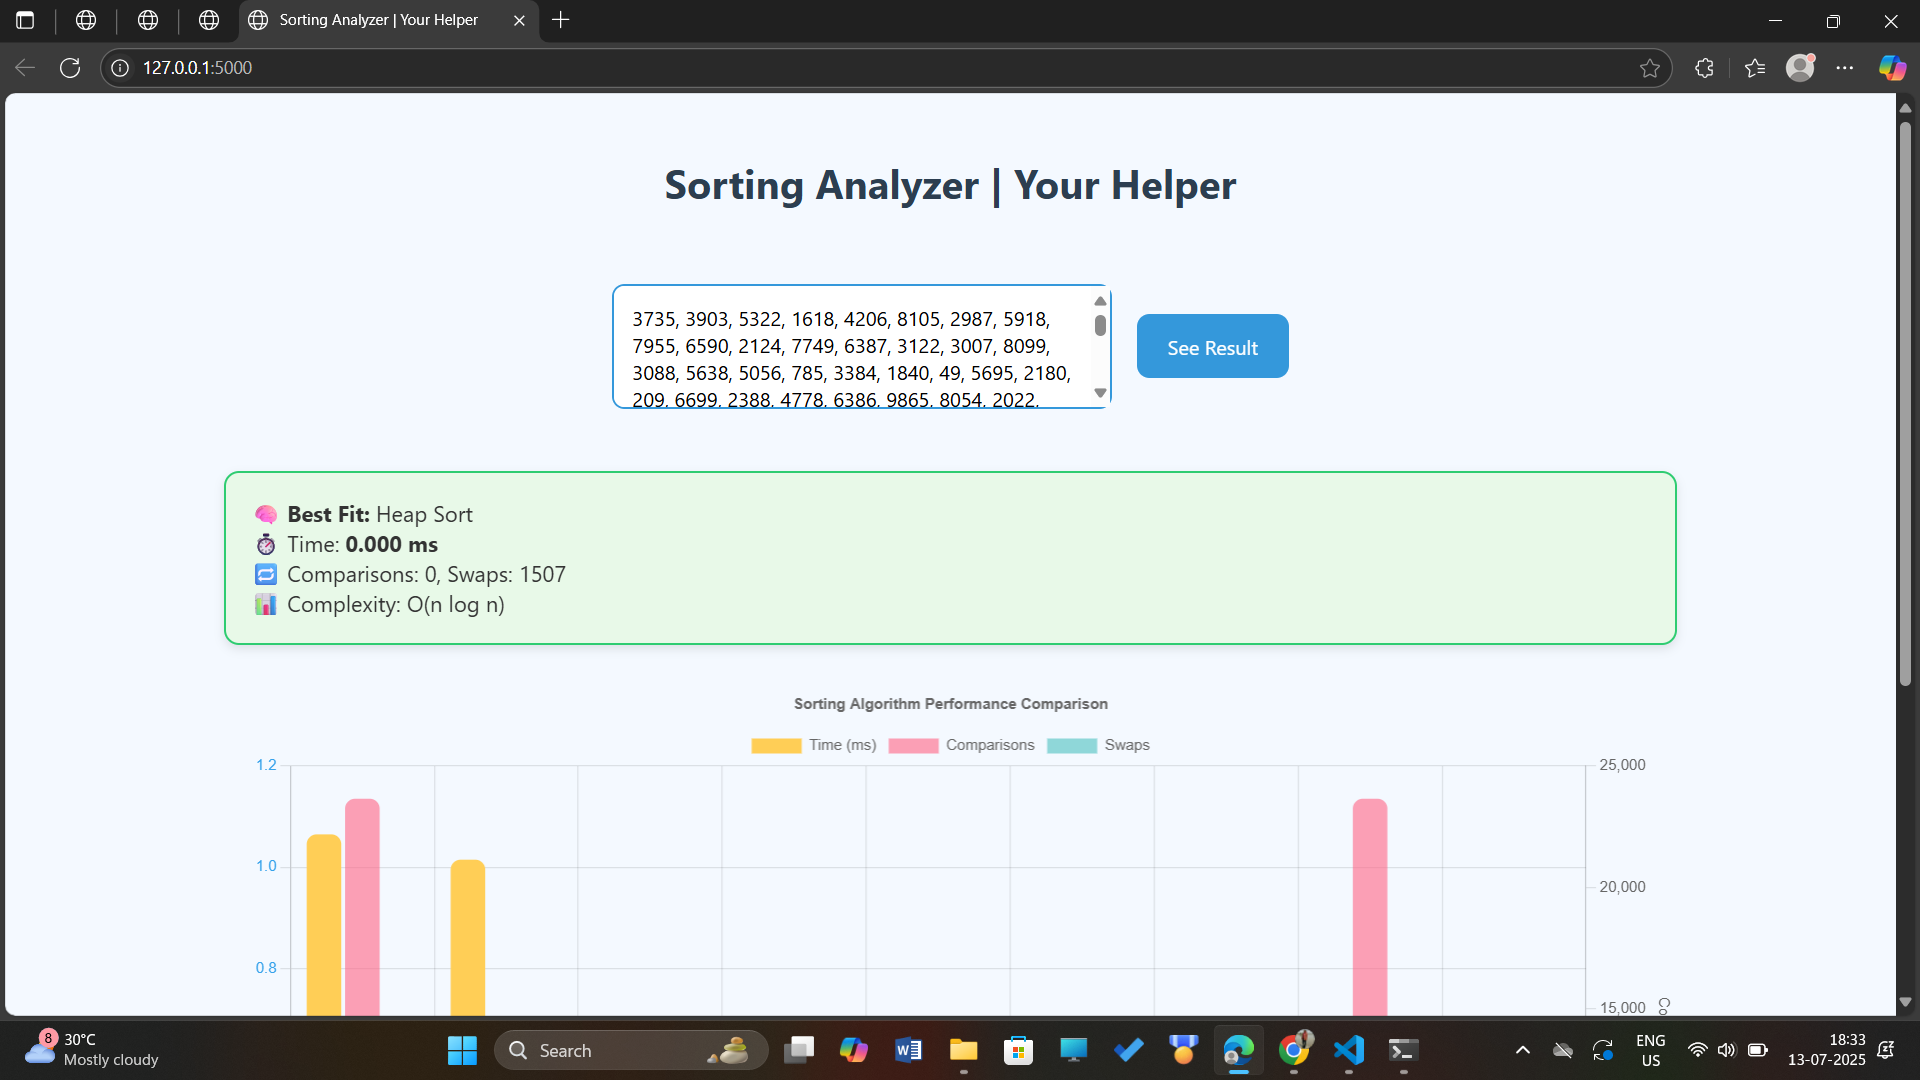 Sorting Analyzer | Your Helper
127.0.0.1:5000
Sorting Analyzer | Your Helper
3735, 3903, 5322, 1618, 4206, 8105, 2987, 5918,
7955, 6590, 2124, 7749, 6387, 3122, 3007, 8099,
3088, 5638, 5056, 785, 3384, 1840, 49, 5695, 2180,
209, 6699, 2388, 4778, 6386, 9865, 8054, 2022,
See Result
Best Fit: Heap Sort
Time: 0.000 ms
Comparisons: 0, Swaps: 1507
Complexity: O(n log n)
Sorting Algorithm Performance Comparison
Time (ms) Comparisons Swaps
1.2
1.0
0.8
25,000
20,000
15,000
Co
8
30°C
Mostly cloudy
Search
ENG
US
18:33
13-07-2025